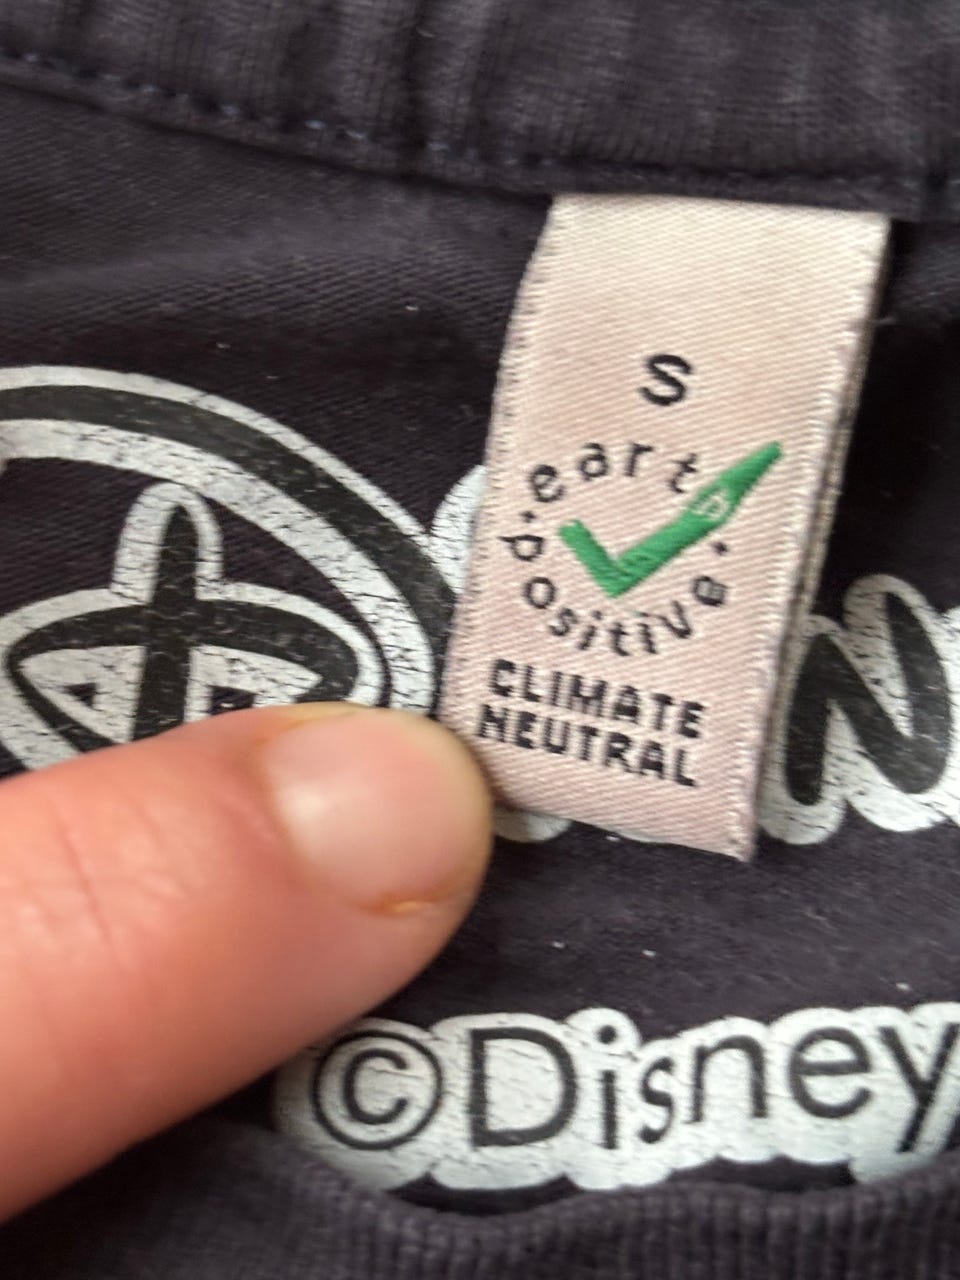 S
earth
positive
CLIMATE
NEUTRAL
©Disney